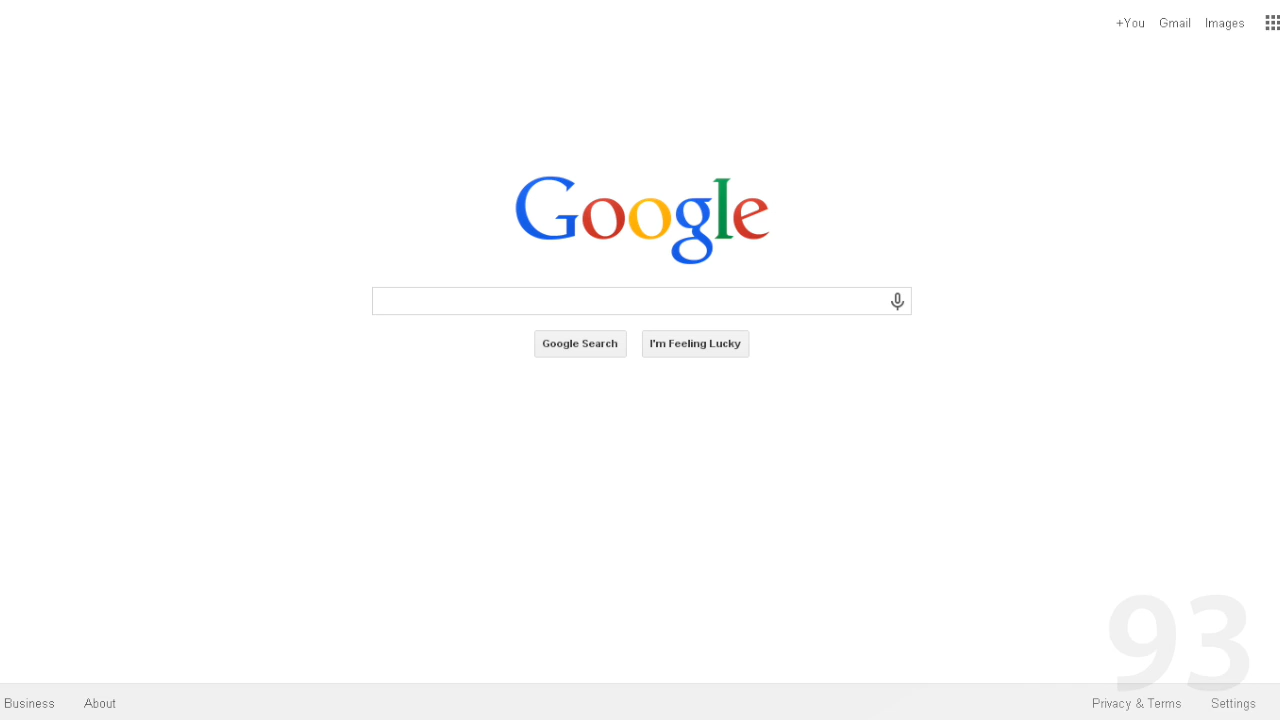 +You Gmail Images
Google
Google Search I'm Feeling Lucky
93
Business About Privacy & Terms Settings